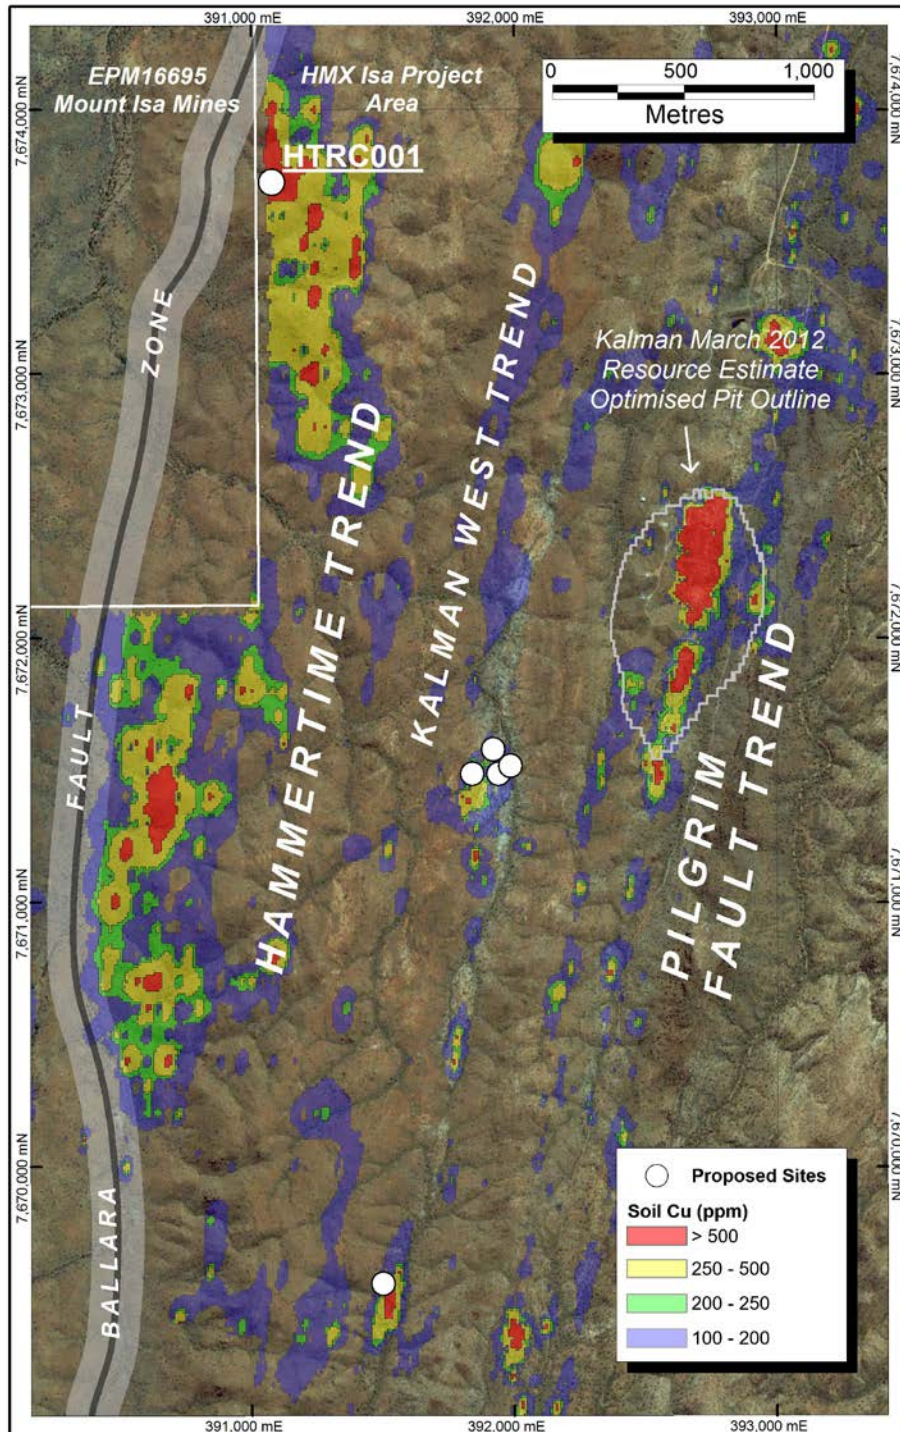 391,000 mE
392,000 mE
393,000 mE
EPM16695
Mount Isa Mines
HMX Isa Project
Area
0
500
1,000
Metres
7,674,000 mN
7,674,000 mN
HTRC001
7,673,000 mN
7,673,000 mN
Kalman March 2012
Resource Estimate
Optimised Pit Outline
BALLARA FAULT ZONE
HAMMERTIME TREND
KALMAN WEST TREND
PILGRIM
FAULT TREND
7,672,000 mN
7,672,000 mN
7,671,000 mN
7,671,000 mN
7,670,000 mN
7,670,000 mN
Proposed Sites
Soil Cu (ppm)
> 500
250 - 500
200 - 250
100 - 200
391,000 mE
392,000 mE
393,000 mE